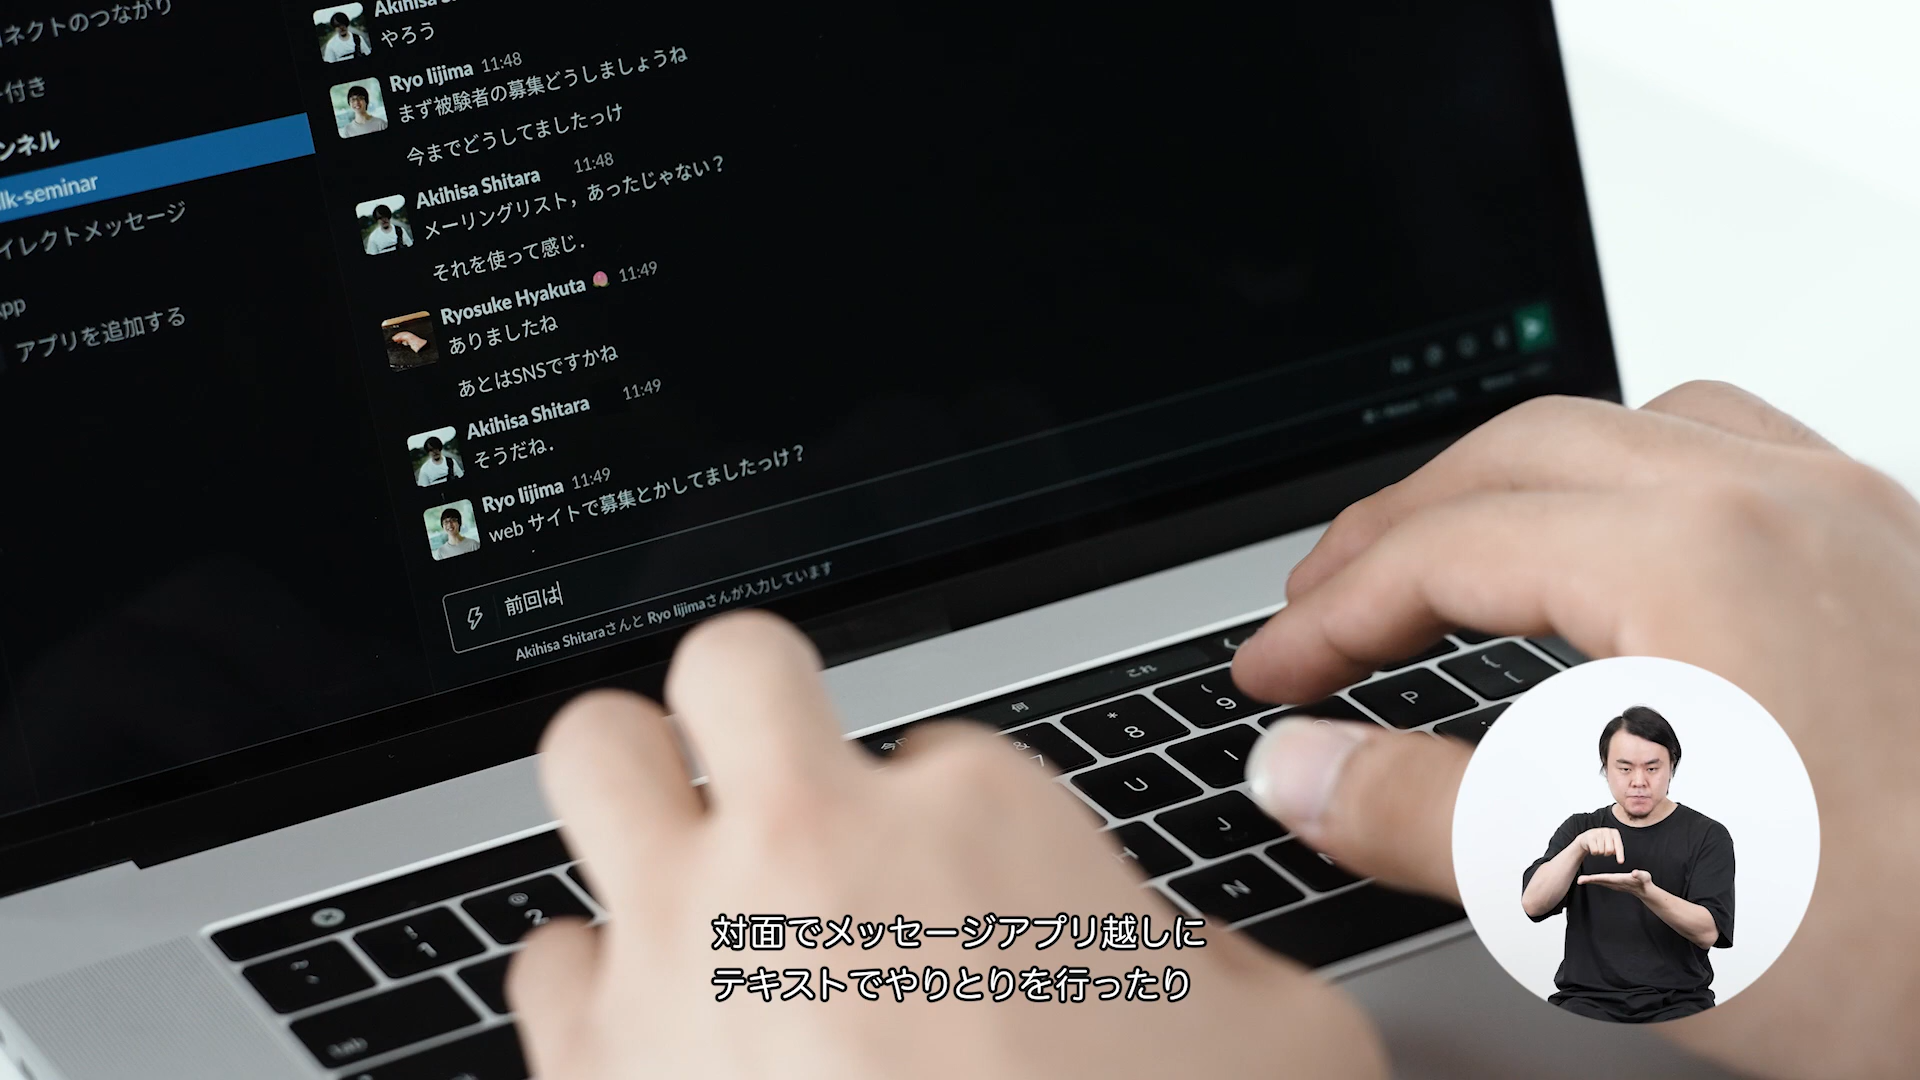 コネクトのつながり
付き
ンネル
lk-seminar
イレクトメッセージ
App
アプリを追加する
やろう
Ryo Iijima 11:48
まず被験者の募集どうしましょうね
今までどうしてましたっけ
Akihisa Shitara 11:48
メーリングリスト，あったじゃない？
それを使って感じ．
Ryosuke Hyakuta 11:49
ありましたね
あとはSNSですかね
Akihisa Shitara 11:49
そうだね．
Ryo Iijima 11:49
web サイトで募集とかしてましたっけ？
前回は
Akihisa Shitaraさんと Ryo Iijimaさんが入力しています
何
これ
今日
&
7
*
8
(
9
U
I
P
{
[
H
J
N
!
1
@
2
tab
対面でメッセージアプリ越しに
テキストでやりとりを行ったり